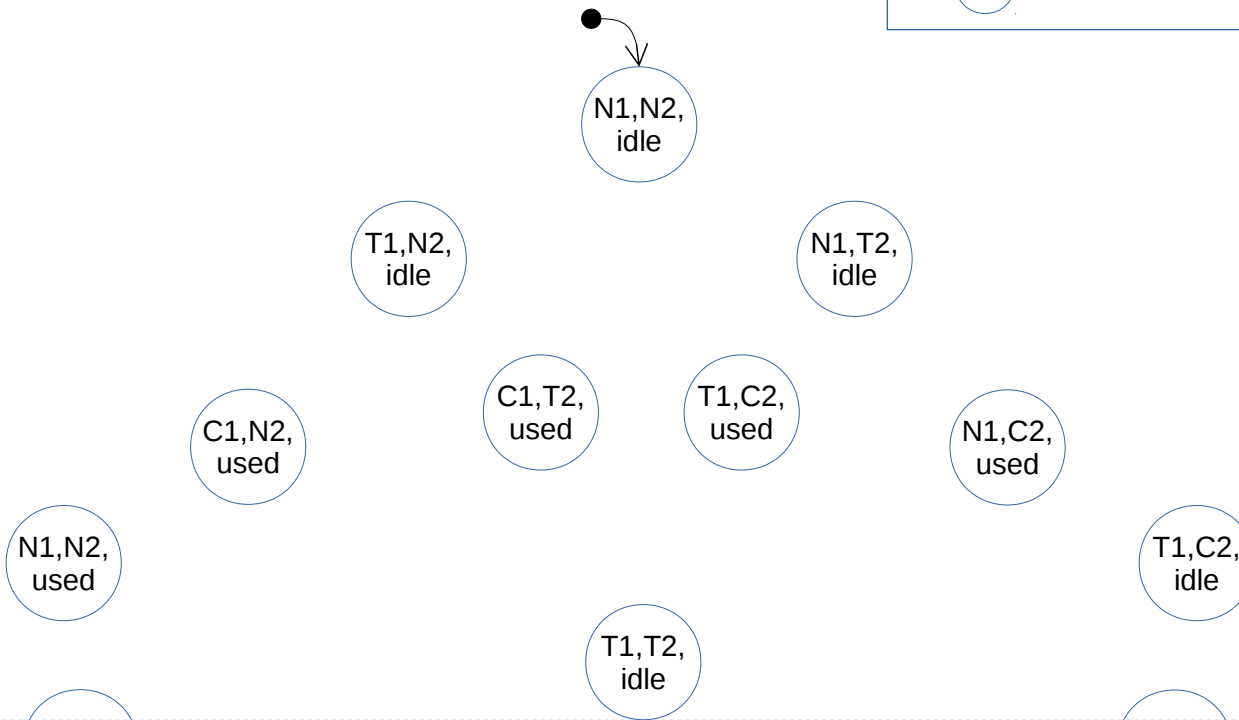 N1,N2,
idle
T1,N2,
idle
N1,T2,
idle
C1,T2,
used
T1,C2,
used
C1,N2,
used
N1,C2,
used
N1,N2,
used
T1,C2,
idle
T1,T2,
idle